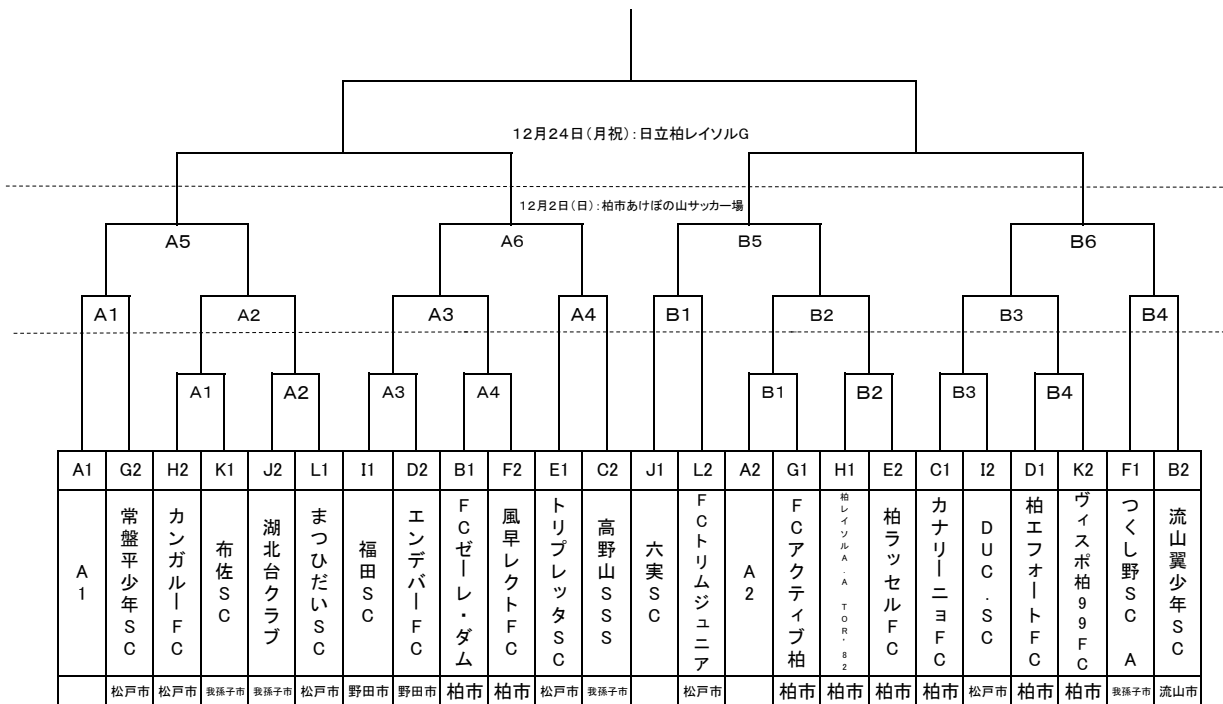 12月24日(月祝):日立柏レイソルG
12月2日(日):柏市あけぼの山サッカー場
A5 A6 B5 B6
A1 A2 A3 A4 B1 B2 B3 B4
A1 A2 A3 A4 B1 B2 B3 B4
A1 G2 H2 K1 J2 L1 I1 D2 B1 F2 E1 C2 J1 L2 A2 G1 H1 E2 C1 I2 D1 K2 F1 B2
A1
常盤平少年SC
カンガルーFC
布佐SC
湖北台クラブ
まつひだいSC
福田SC
エンデバーFC
FCゼーレ・ダム
風早レクトFC
トリプレッタSC
高野山SSS
六実SC
FCトリムジュニア
A2
FCアクティブ柏
柏レイソルA.A TOR'82
柏ラッセルFC
カナリーニョFC
DUC.SC
柏エフォートFC
ヴィスポ柏99FC
つくし野SC A
流山翼少年SC
松戸市 松戸市 我孫子市 我孫子市 松戸市 野田市 野田市 柏市 柏市 松戸市 我孫子市 松戸市 柏市 柏市 柏市 柏市 松戸市 柏市 柏市 我孫子市 流山市